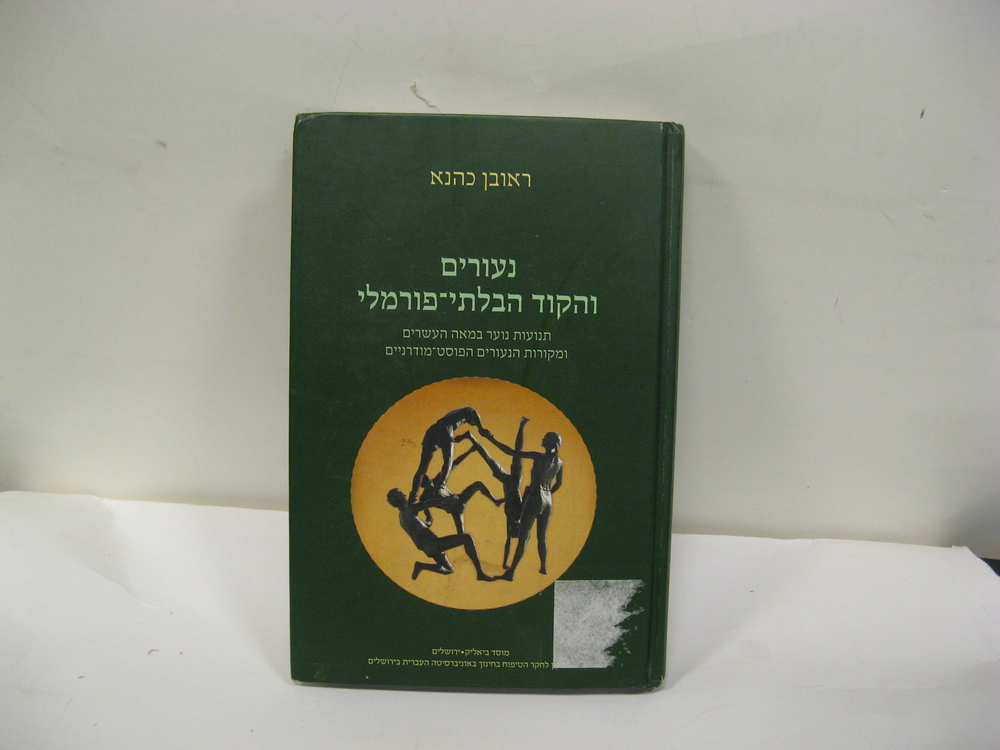 ראובן כהנא
נעורים
והקוד הבלתי־פורמלי
תנועות נוער במאה העשרים
ומקורות הנעורים הפוסט־מודרניים
מוסד ביאליק • ירושלים
לחקר הטיפוח בחינוך באוניברסיטה העברית בירושלים